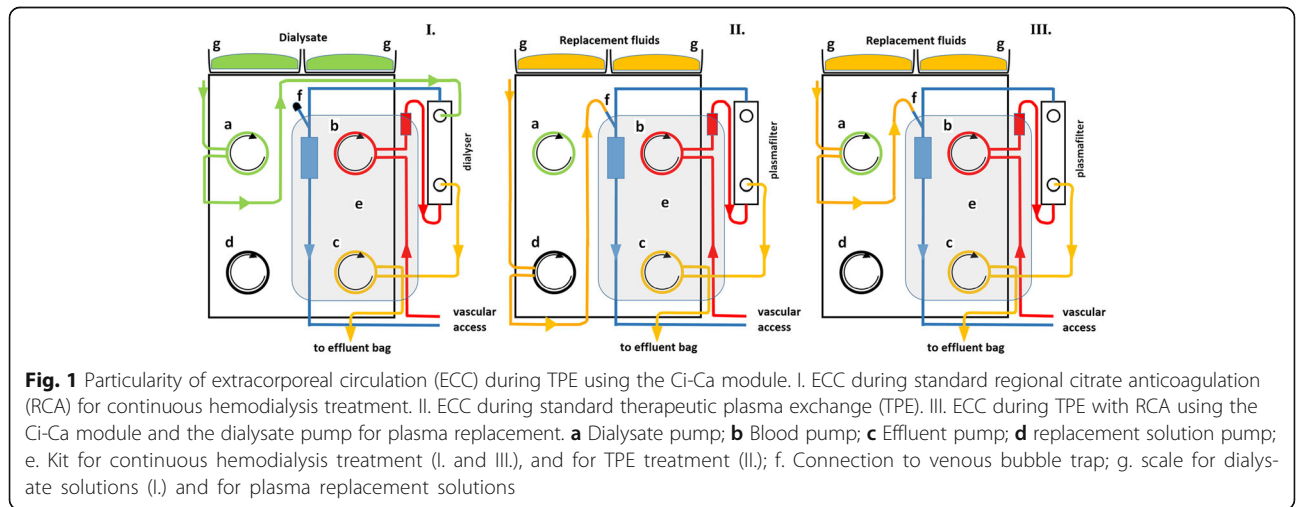 g Dialysate g I.
f
a b
dialyser
e
d c
vascular
access
to effluent bag
g Replacement fluids g II.
f
a b
plasmafilter
e
d c
vascular
access
to effluent bag
g Replacement fluids g III.
f
a b
plasmafilter
e
d c
vascular
access
to effluent bag
Fig. 1 Particularity of extracorporeal circulation (ECC) during TPE using the Ci-Ca module. I. ECC during standard regional citrate anticoagulation
(RCA) for continuous hemodialysis treatment. II. ECC during standard therapeutic plasma exchange (TPE). III. ECC during TPE with RCA using the
Ci-Ca module and the dialysate pump for plasma replacement. a Dialysate pump; b Blood pump; c Effluent pump; d replacement solution pump;
e. Kit for continuous hemodialysis treatment (I. and III.), and for TPE treatment (II.); f. Connection to venous bubble trap; g. scale for dialys-
ate solutions (I.) and for plasma replacement solutions